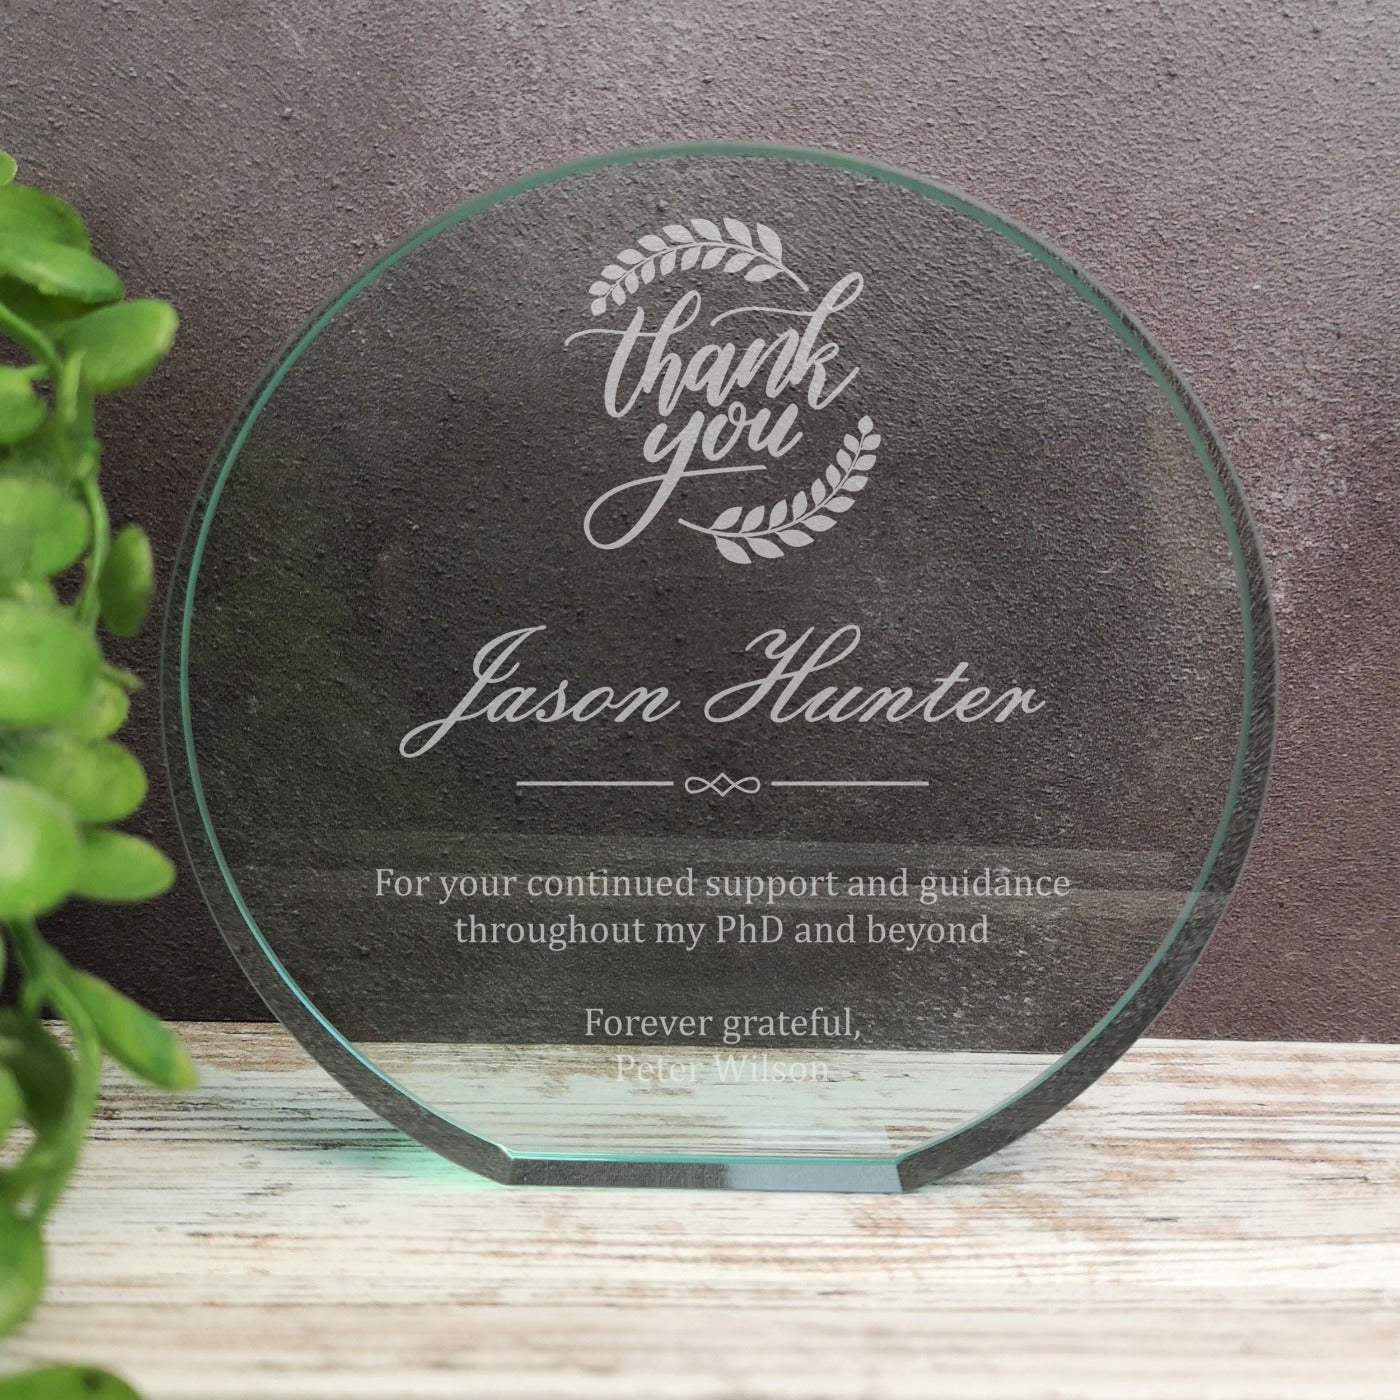 thank
you
Jason Hunter
For your continued support and guidance
throughout my PhD and beyond
Forever grateful,
Peter Wilson